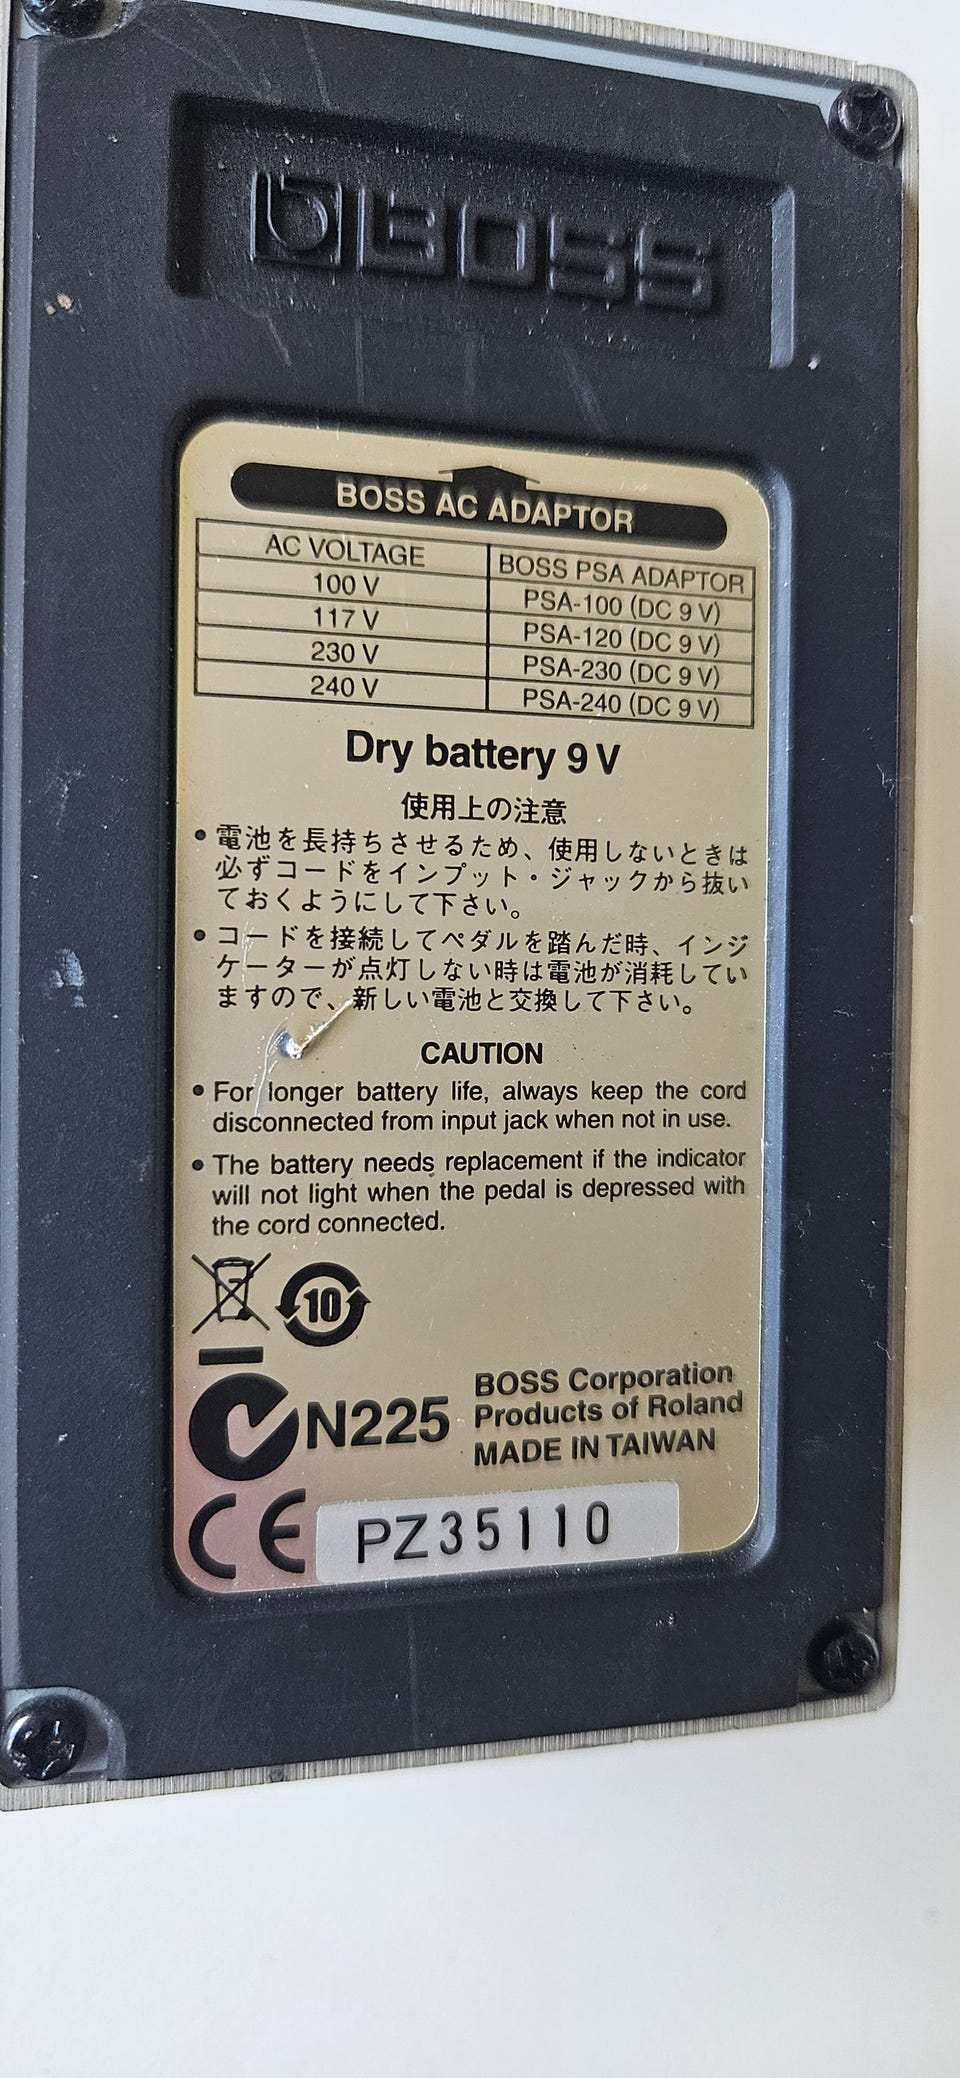 BOSS
BOSS AC ADAPTOR
AC VOLTAGE BOSS PSA ADAPTOR
100 V PSA-100 (DC 9 V)
117 V PSA-120 (DC 9 V)
230 V PSA-230 (DC 9 V)
240 V PSA-240 (DC 9 V)
Dry battery 9 V
使用上の注意
• 電池を長持ちさせるため、使用しないときは
必ずコードをインプット・ジャックから抜い
ておくようにして下さい。
• コードを接続してペダルを踏んだ時、インジ
ケーターが点灯しない時は電池が消耗してい
ますので、新しい電池と交換して下さい。
CAUTION
• For longer battery life, always keep the cord
disconnected from input jack when not in use.
• The battery needs replacement if the indicator
will not light when the pedal is depressed with
the cord connected.
10
N225
BOSS Corporation
Products of Roland
MADE IN TAIWAN
CE
PZ35110